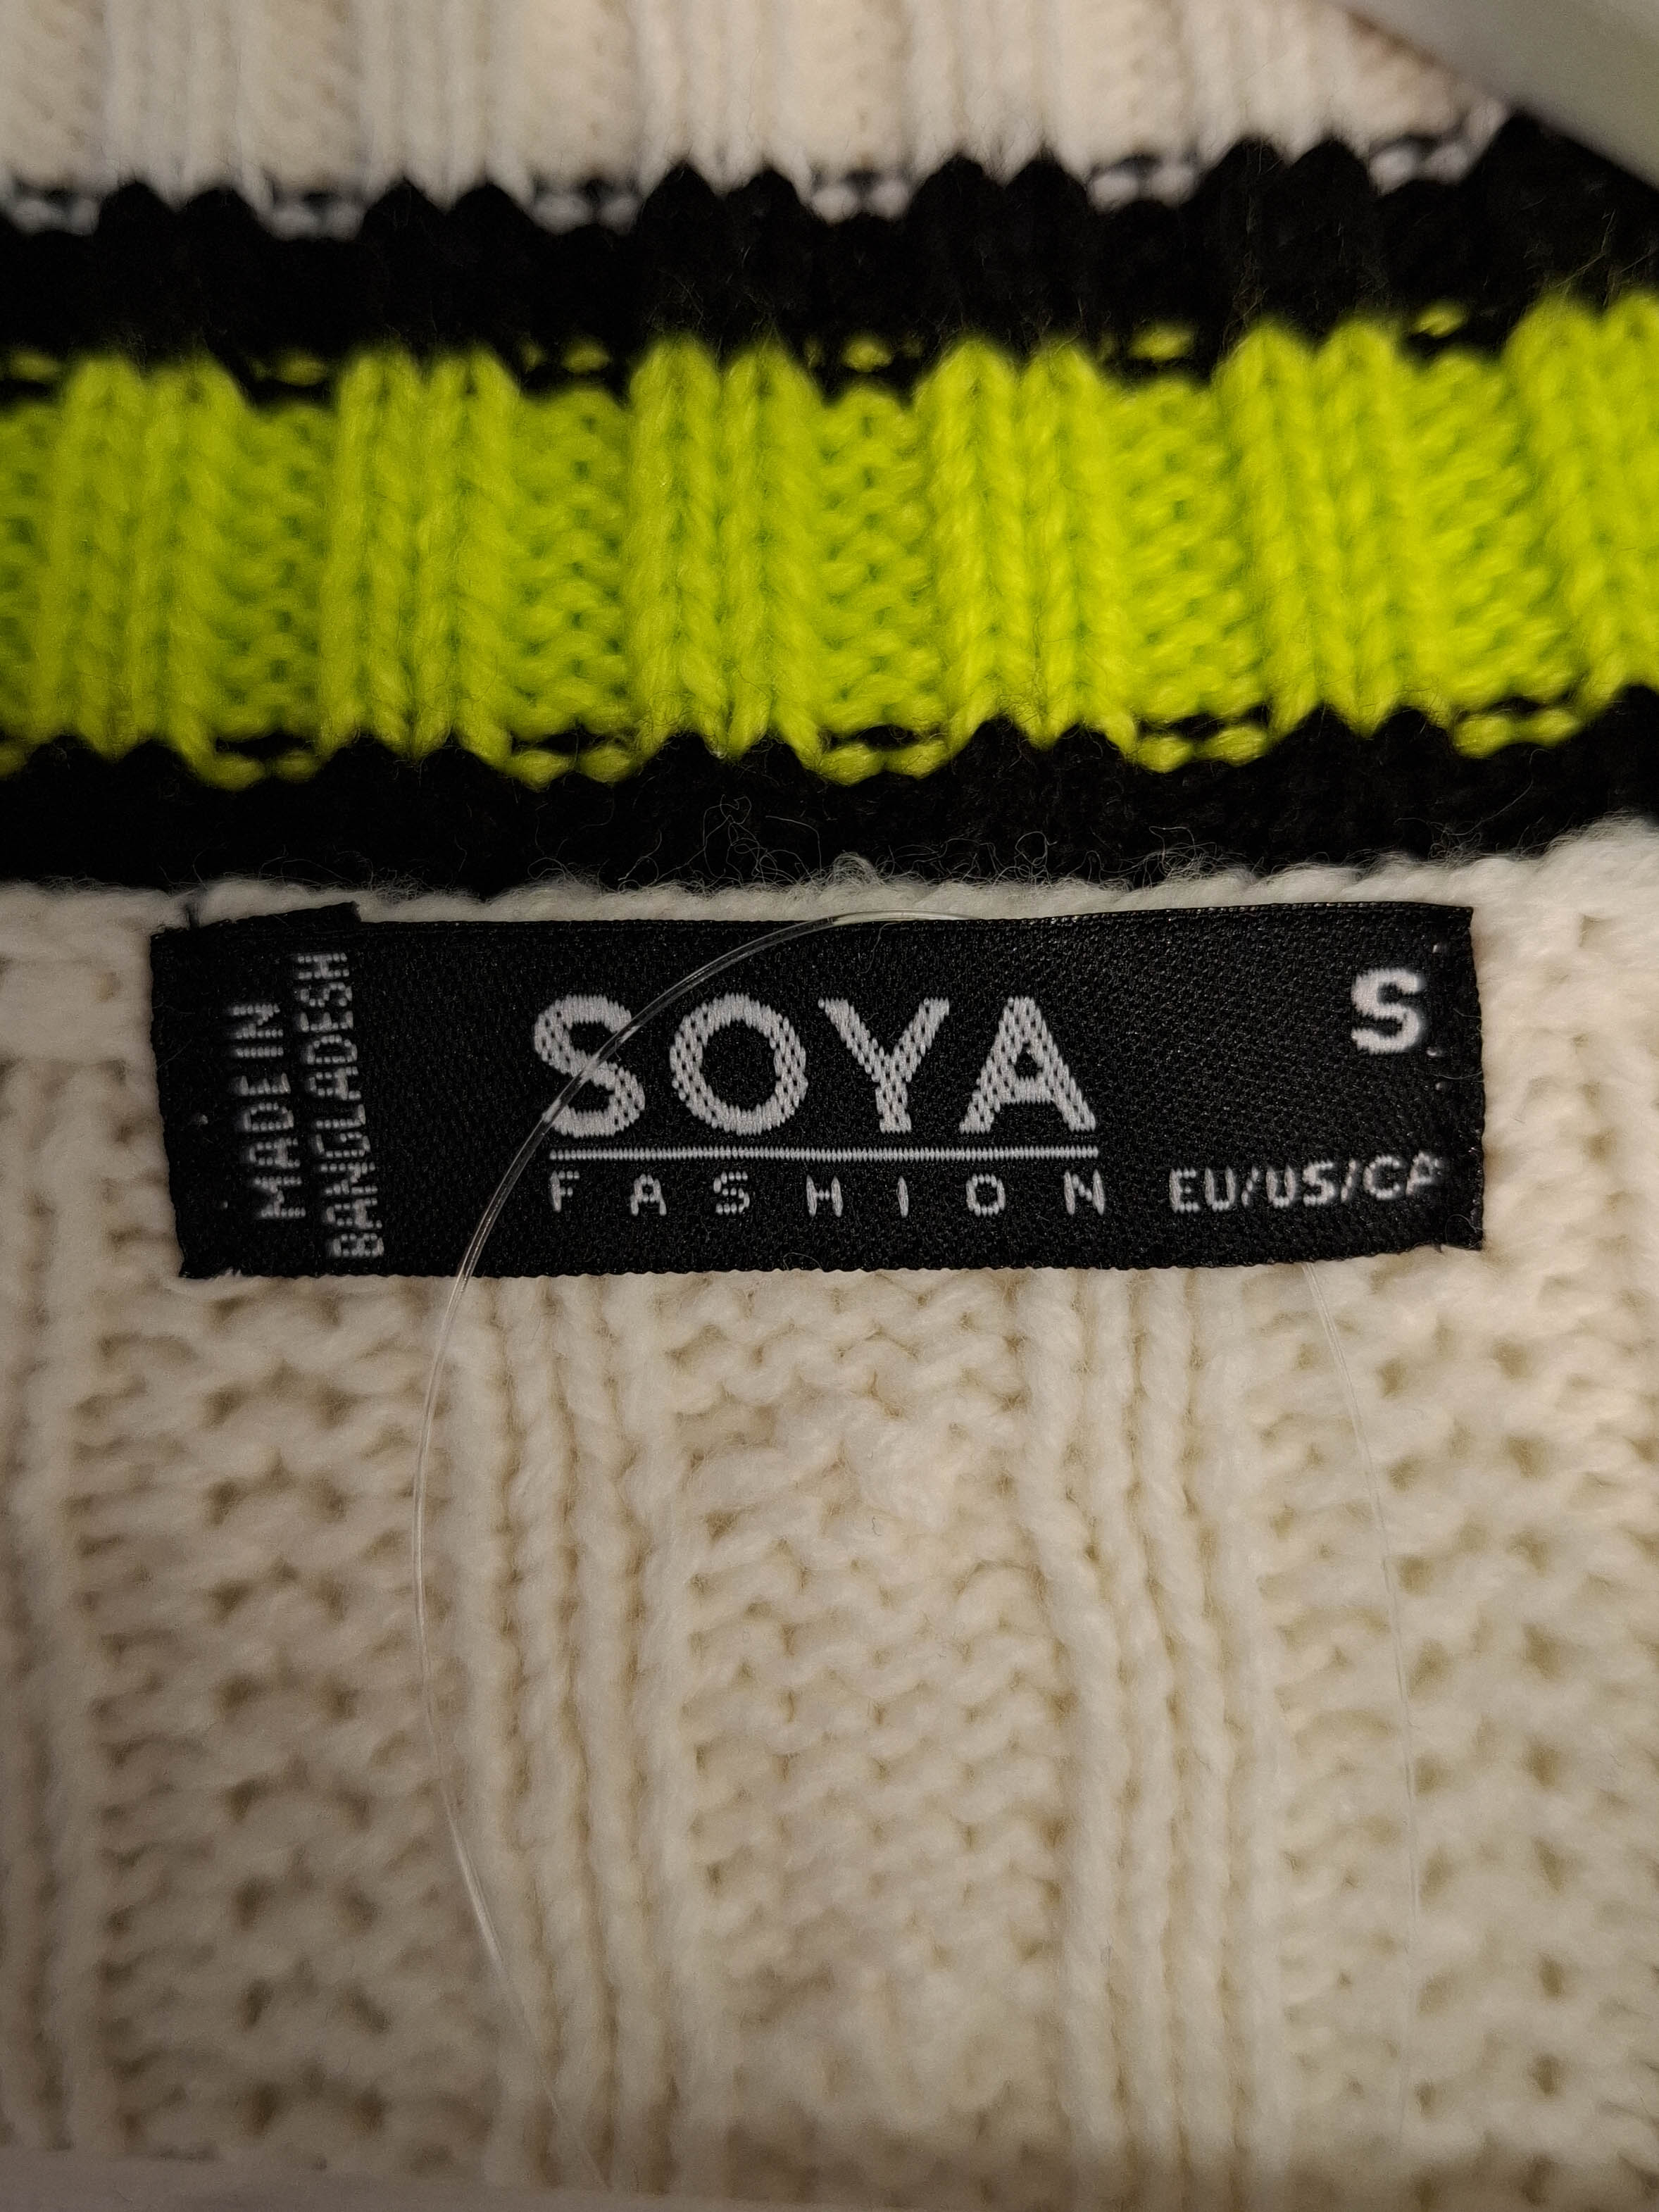 MADE IN
BANGLADESH
SOYA
FASHION
S
EU/US/CA